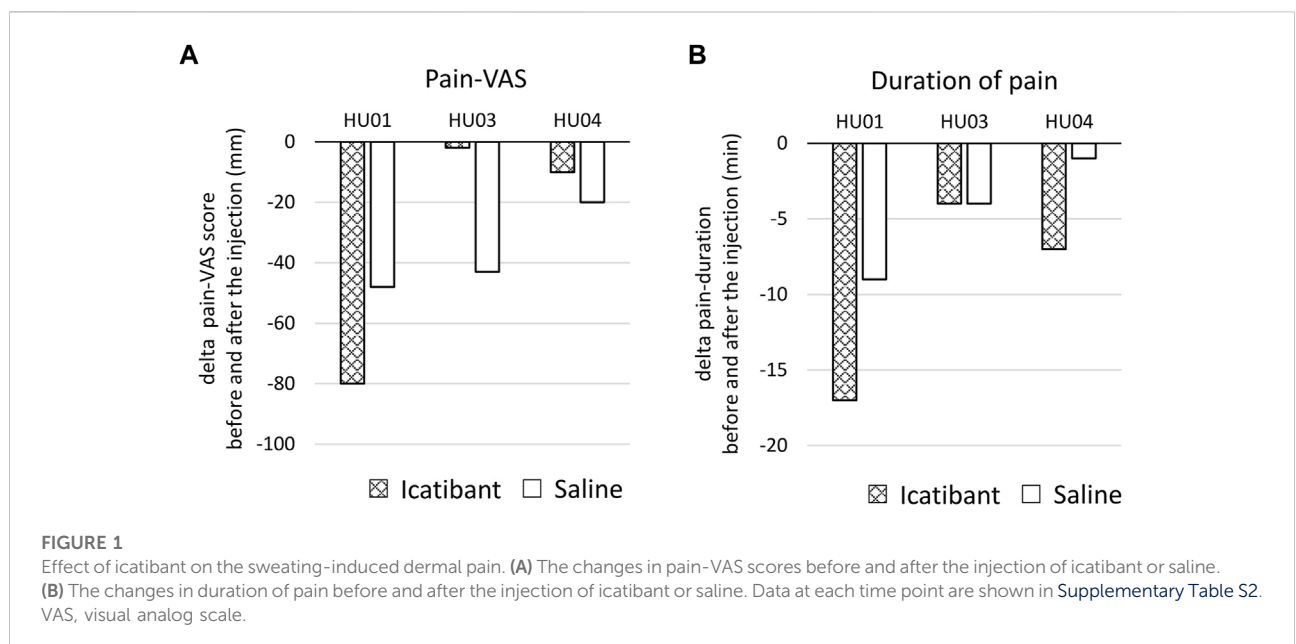 A
Pain-VAS
HU01 HU03 HU04
delta pain-VAS score
before and after the injection (mm)
0
-20
-40
-60
-80
-100
Icatibant Saline
B
Duration of pain
HU01 HU03 HU04
delta pain-duration
before and after the injection (min)
0
-5
-10
-15
-20
Icatibant Saline
FIGURE 1
Effect of icatibant on the sweating-induced dermal pain. (A) The changes in pain-VAS scores before and after the injection of icatibant or saline.
(B) The changes in duration of pain before and after the injection of icatibant or saline. Data at each time point are shown in Supplementary Table S2.
VAS, visual analog scale.